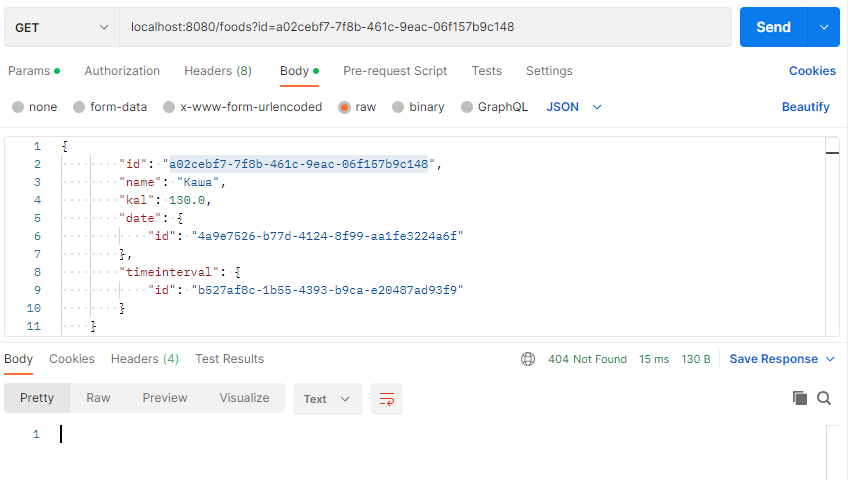 GET localhost:8080/foods?id=a02cebf7-7f8b-461c-9eac-06f157b9c148 Send
Params Authorization Headers (8) Body Pre-request Script Tests Settings Cookies
none form-data x-www-form-urlencoded raw binary GraphQL JSON Beautify
1 {
2 "id": "a02cebf7-7f8b-461c-9eac-06f157b9c148",
3 "name": "Каша",
4 "kal": 130.0,
5 "date": {
6 "id": "4a9e7526-b77d-4124-8f99-aa1fe3224a6f"
7 },
8 "timeinterval": {
9 "id": "b527af8c-1b55-4393-b9ca-e20487ad93f9"
10 }
11 }
Body Cookies Headers (4) Test Results 404 Not Found 15 ms 130 B Save Response
Pretty Raw Preview Visualize Text
1